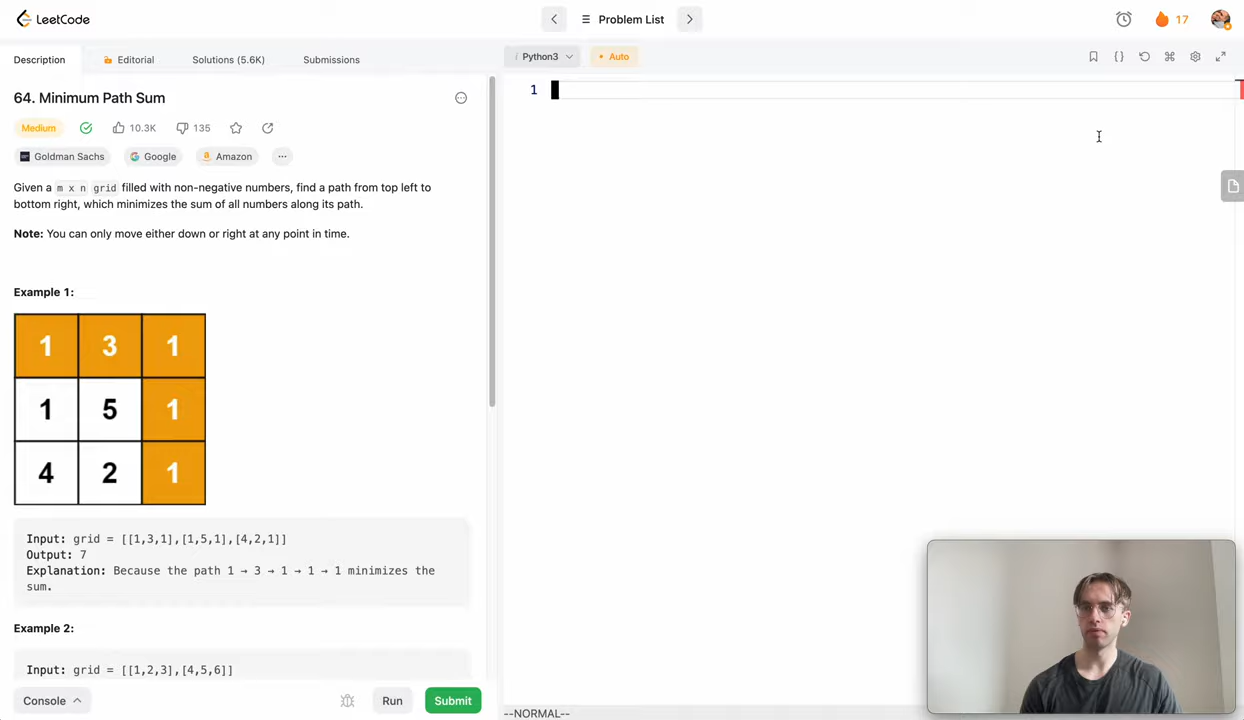 LeetCode
Problem List
17
Description
Editorial
Solutions (5.6K)
Submissions
i Python3
• Auto
64. Minimum Path Sum
Medium
10.3K
135
Goldman Sachs
Google
Amazon
...
Given a m x n grid filled with non-negative numbers, find a path from top left to
bottom right, which minimizes the sum of all numbers along its path.
Note: You can only move either down or right at any point in time.
Example 1:
1 3 1
1 5 1
4 2 1
Input: grid = [[1,3,1],[1,5,1],[4,2,1]]
Output: 7
Explanation: Because the path 1 → 3 → 1 → 1 → 1 minimizes the
sum.
Example 2:
Input: grid = [[1,2,3],[4,5,6]]
Console
Run
Submit
1
--NORMAL--